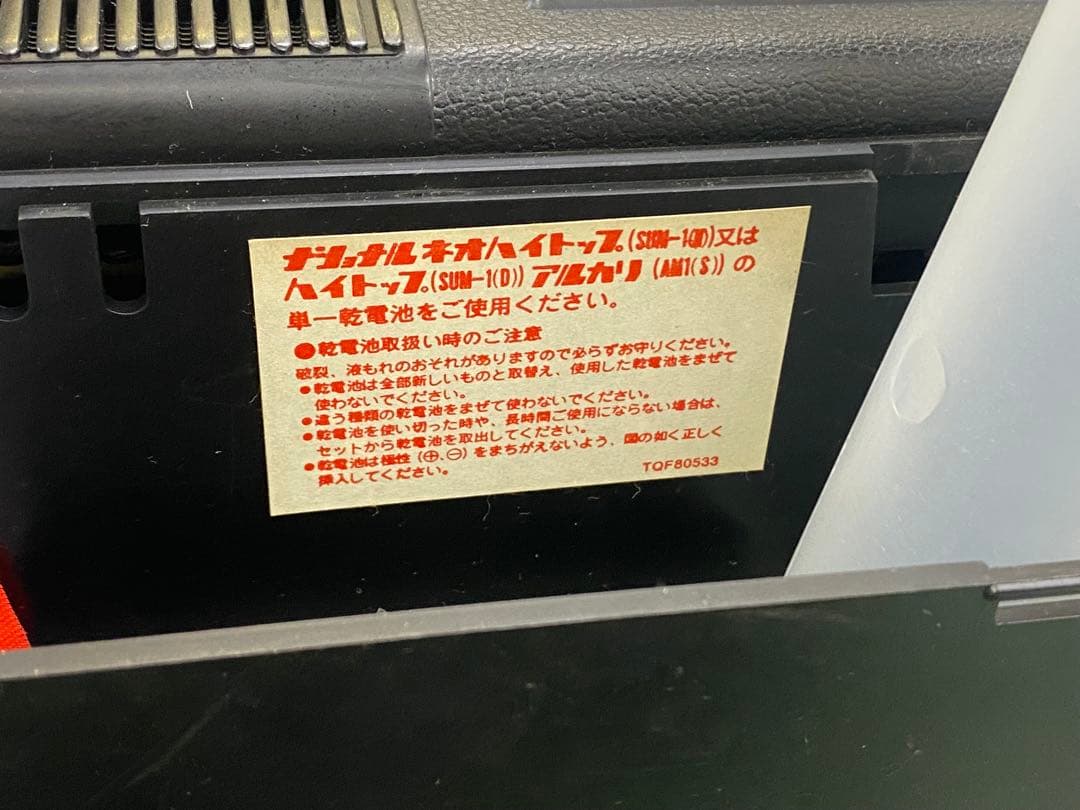 ナショナル ネオハイトップ。(SUM-1(N))又は
ハイトップ。(SUM-1(D)) アルカリ (AM1(S)) の
単一乾電池をご使用ください。
●乾電池取扱い時のご注意
破裂、液もれのおそれがありますので必らずお守りください。
●乾電池は全部新しいものと取替え、使用した乾電池をまぜて
使わないでください。
●違う種類の乾電池をまぜて使わないでください。
●乾電池を使い切った時や、長時間ご使用にならない場合は、
セットから乾電池を取出してください。
●乾電池は極性(⊕、⊖)をまちがえないよう、図の如く正しく
挿入してください。
TQF80533